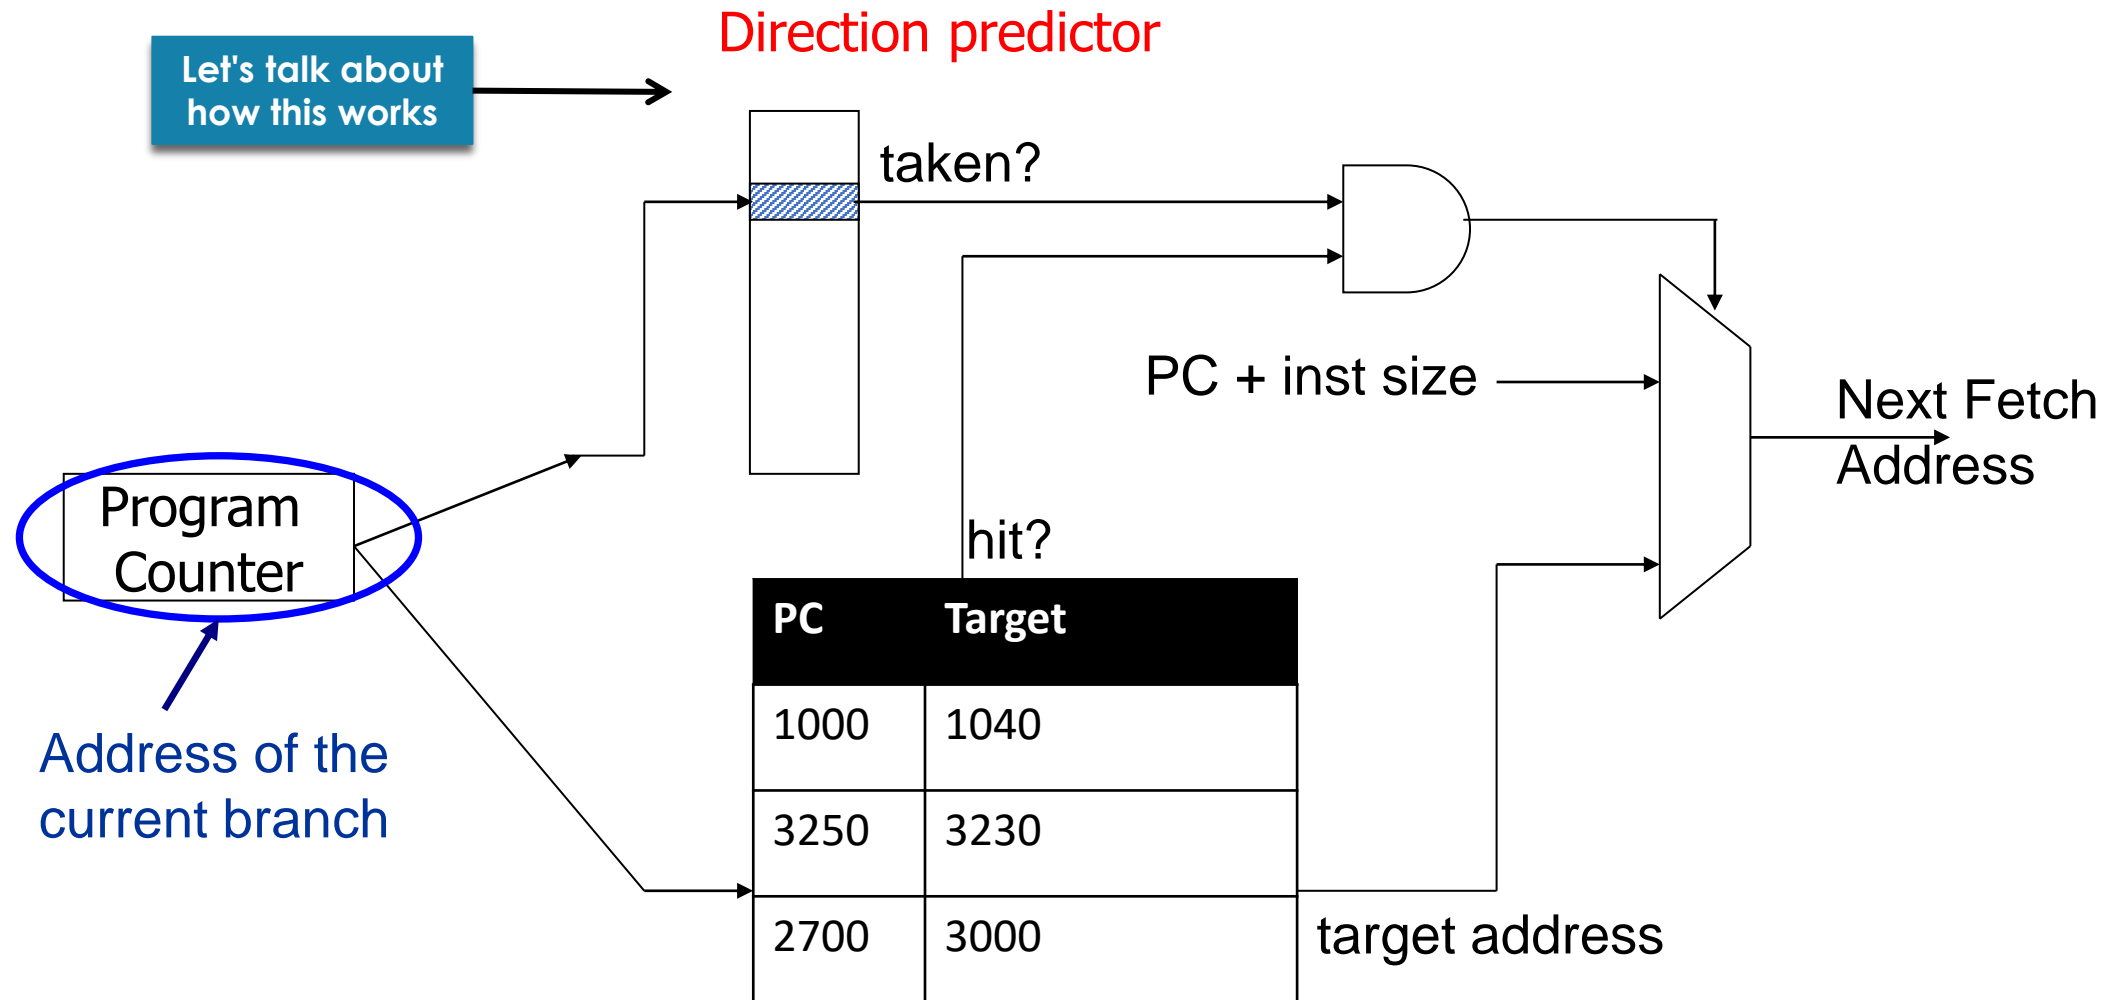 Direction predictor
Let's talk about
how this works
taken?
PC + inst size
Next Fetch
Address
Program
Counter
hit?
PC Target
1000 1040
3250 3230
2700 3000
Address of the
current branch
target address